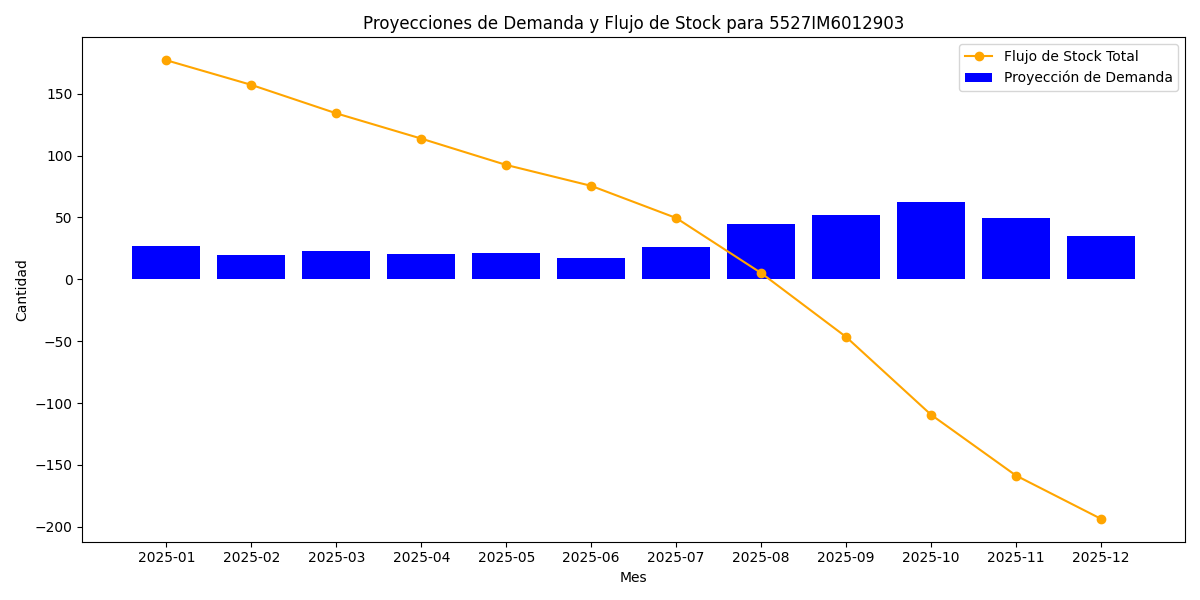 Proyecciones de Demanda y Flujo de Stock para 5527IM6012903
Flujo de Stock Total
Proyección de Demanda
Cantidad
150
100
50
0
−50
−100
−150
−200
2025-01 2025-02 2025-03 2025-04 2025-05 2025-06 2025-07 2025-08 2025-09 2025-10 2025-11 2025-12
Mes